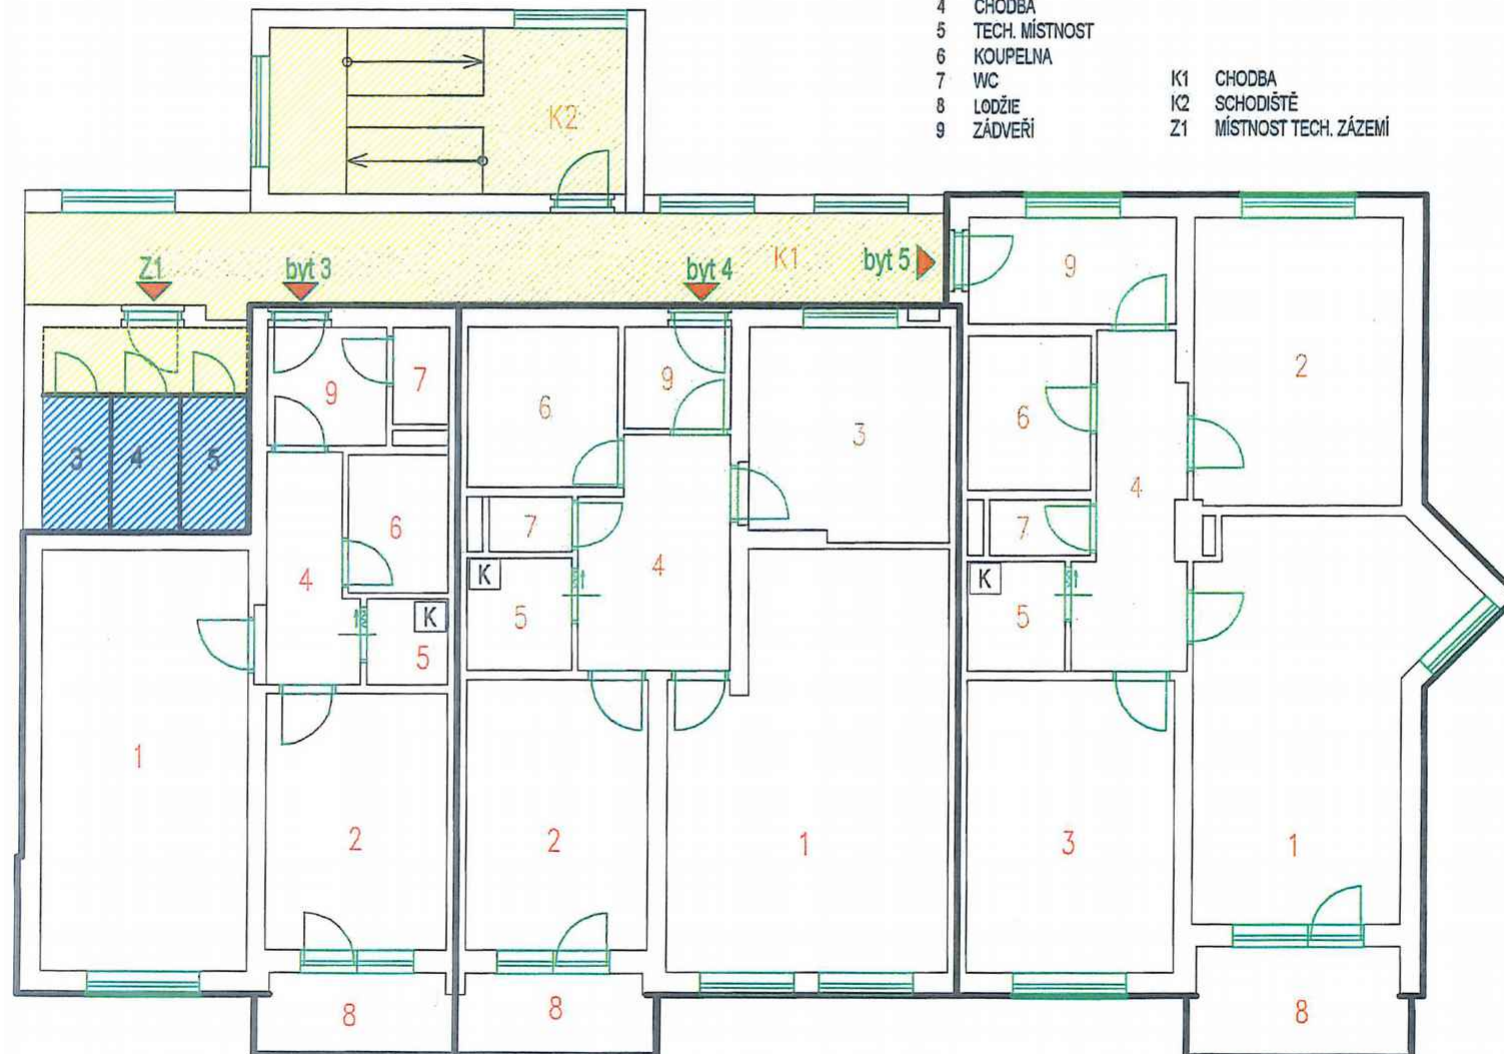 4 CHODBA
5 TECH. MÍSTNOST
6 KOUPELNA
7 WC
8 LODŽIE
9 ZÁDVEŘÍ
K1 CHODBA
K2 SCHODIŠTĚ
Z1 MÍSTNOST TECH. ZÁZEMÍ
K2
Z1
byt 3
byt 4
K1
byt 5
9
2
9
7
6
9
3
6
3
4
5
4
6
7
4
7
4
K
5
K
5
K
5
1
2
2
1
3
1
8
8
8